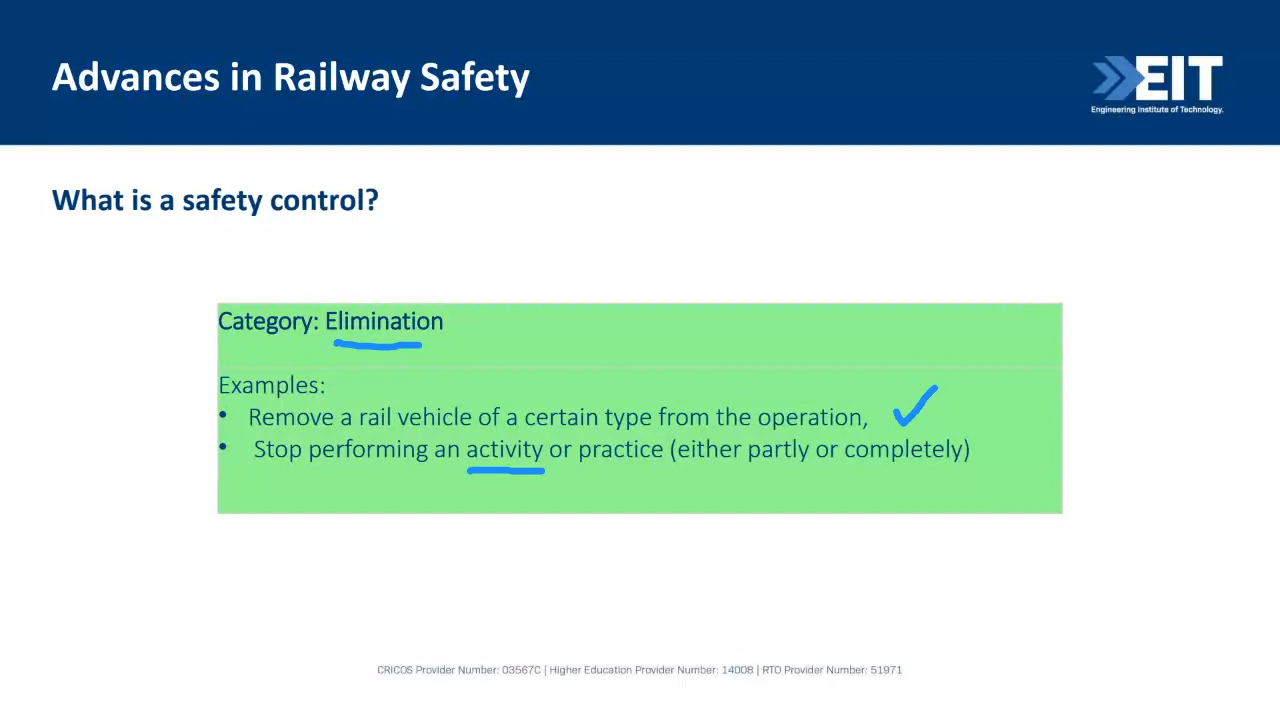 Advances in Railway Safety
EIT
Engineering Institute of Technology.
What is a safety control?
Category: Elimination
Examples:
• Remove a rail vehicle of a certain type from the operation,
• Stop performing an activity or practice (either partly or completely)
CRICOS Provider Number: 03567C | Higher Education Provider Number: 14008 | RTO Provider Number: 51971